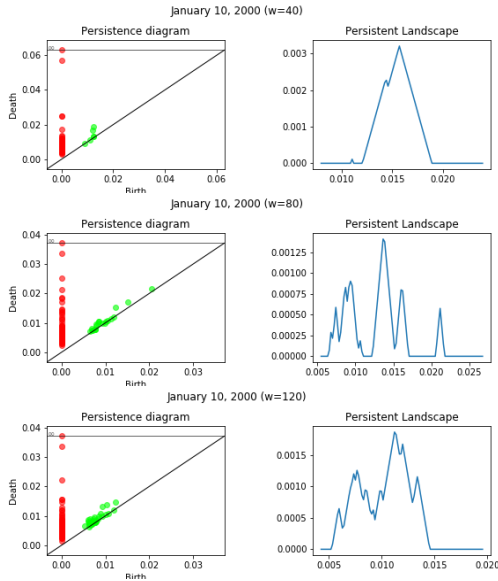 January 10, 2000 (w=40)
Persistence diagram
Persistent Landscape
0.06
0.04
0.02
0.00
Death
0.00 0.02 0.04 0.06
Birth
0.003
0.002
0.001
0.000
0.010 0.015 0.020
January 10, 2000 (w=80)
Persistence diagram
Persistent Landscape
0.04
0.03
0.02
0.01
0.00
Death
0.00 0.01 0.02 0.03
Birth
0.00125
0.00100
0.00075
0.00050
0.00025
0.00000
0.005 0.010 0.015 0.020 0.025
January 10, 2000 (w=120)
Persistence diagram
Persistent Landscape
0.04
0.03
0.02
0.01
0.00
Death
0.00 0.01 0.02 0.03
Birth
0.0015
0.0010
0.0005
0.0000
0.005 0.010 0.015 0.020